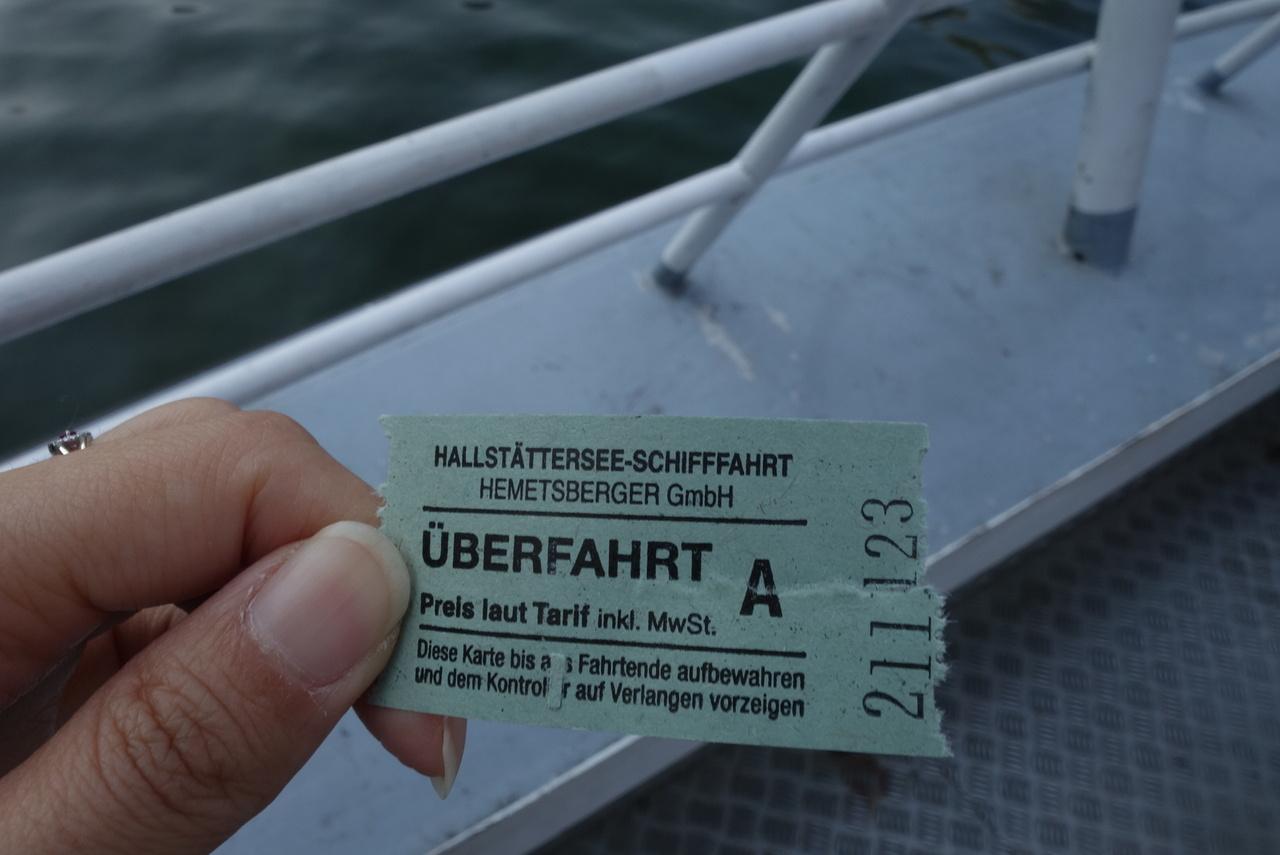 HALLSTÄTTERSEE-SCHIFFFAHRT
HEMETSBERGER GmbH
ÜBERFAHRT A
Preis laut Tarif inkl. MwSt.
Diese Karte bis Fahrtende aufbewahren
und dem auf Verlangen vorzeigen
211123